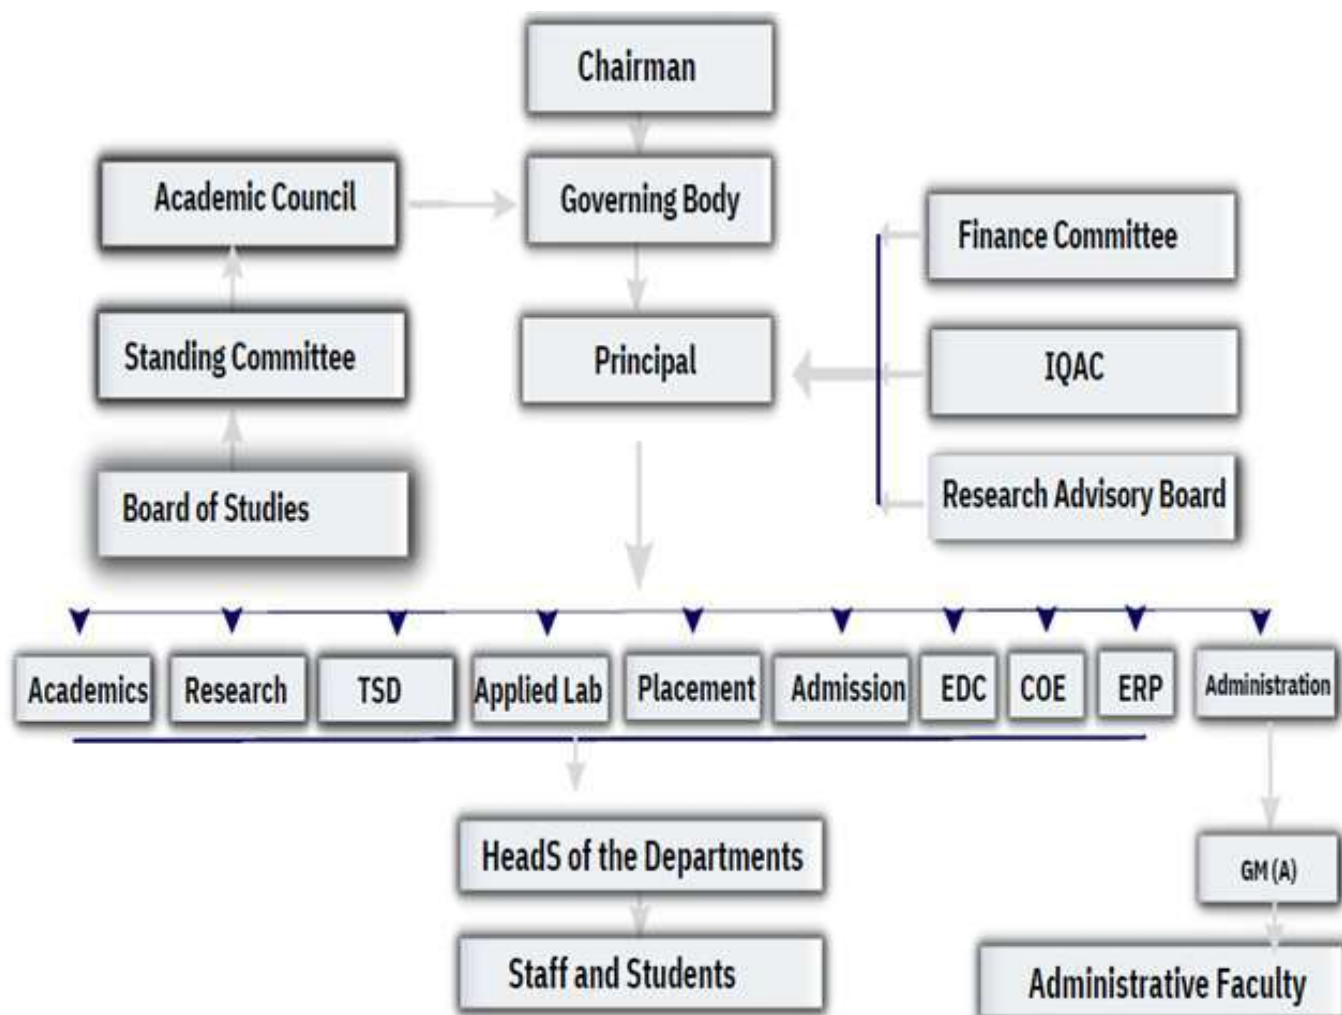 Chairman
Academic Council
Governing Body
Finance Committee
Standing Committee
Principal
IQAC
Board of Studies
Research Advisory Board
Academics
Research
TSD
Applied Lab
Placement
Admission
EDC
COE
ERP
Administration
HeadS of the Departments
GM (A)
Staff and Students
Administrative Faculty